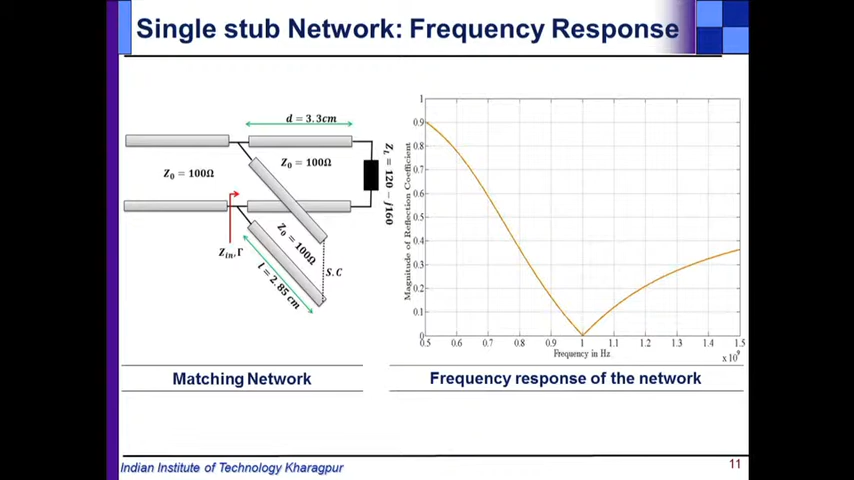 Single stub Network: Frequency Response
d = 3.3cm
Z₀ = 100Ω
Z₀ = 100Ω
Z_L = 120 − j160
Z_in, Γ
Z₀ = 100Ω
l = 2.85 cm
S.C
Matching Network
Magnitude of Reflection Coefficient
1
0.9
0.8
0.7
0.6
0.5
0.4
0.3
0.2
0.1
0
0.5 0.6 0.7 0.8 0.9 1 1.1 1.2 1.3 1.4 1.5
Frequency in Hz
x 10⁹
Frequency response of the network
Indian Institute of Technology Kharagpur
11